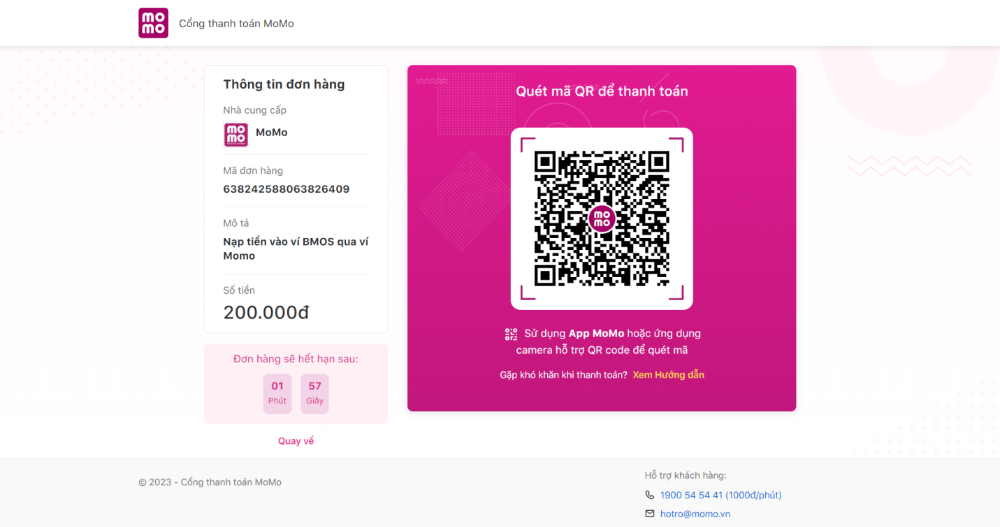 mo
mo
Cổng thanh toán MoMo
Thông tin đơn hàng
Nhà cung cấp
mo
mo
MoMo
Mã đơn hàng
638242588063826409
Mô tả
Nạp tiền vào ví BMOS qua ví
Momo
Số tiền
200.000đ
Đơn hàng sẽ hết hạn sau:
01 57
Phút Giây
Quay về
Quét mã QR để thanh toán
mo
mo
Sử dụng App MoMo hoặc ứng dụng
camera hỗ trợ QR code để quét mã
Gặp khó khăn khi thanh toán? Xem Hướng dẫn
© 2023 - Cổng thanh toán MoMo
Hỗ trợ khách hàng:
1900 54 54 41 (1000đ/phút)
hotro@momo.vn